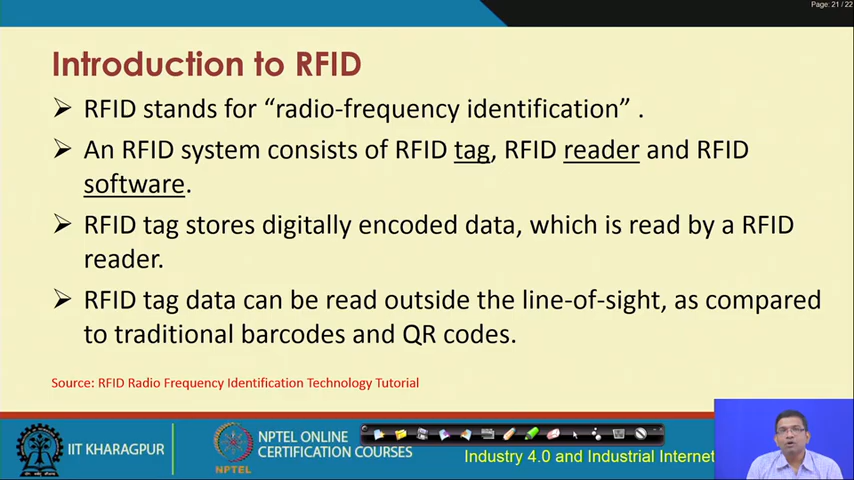 Page: 21 / 22
Introduction to RFID
➢ RFID stands for “radio-frequency identification” .
➢ An RFID system consists of RFID tag, RFID reader and RFID
software.
➢ RFID tag stores digitally encoded data, which is read by a RFID
reader.
➢ RFID tag data can be read outside the line-of-sight, as compared
to traditional barcodes and QR codes.
Source: RFID Radio Frequency Identification Technology Tutorial
IIT KHARAGPUR
NPTEL
NPTEL ONLINE
CERTIFICATION COURSES
Industry 4.0 and Industrial Internet